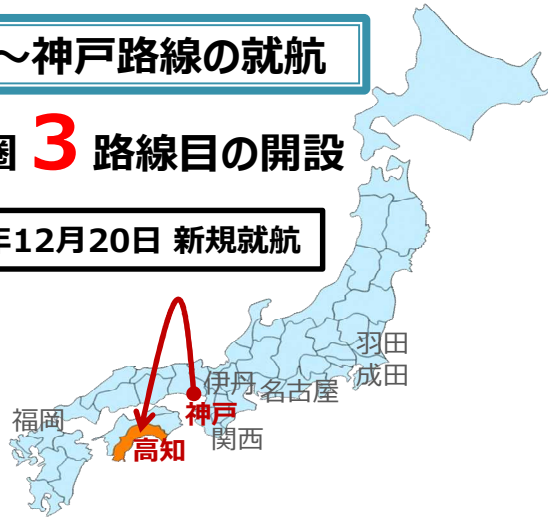 ～神戸路線の就航
圏 3 路線目の開設
年12月20日 新規就航
羽田
成田
伊丹
名古屋
神戸
関西
福岡
高知